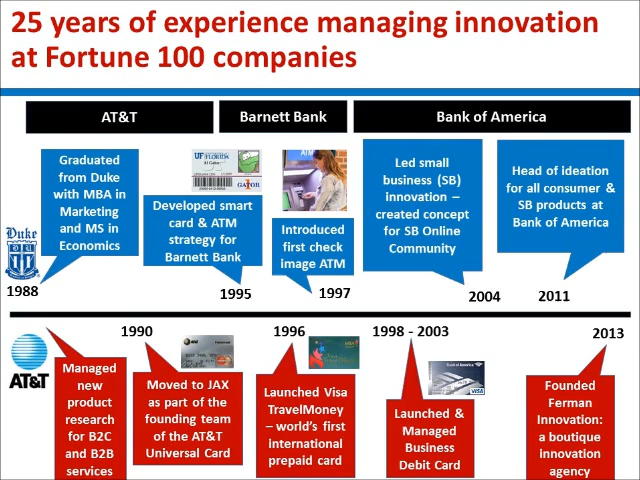 25 years of experience managing innovation
at Fortune 100 companies
AT&T
Barnett Bank
Bank of America
Graduated
from Duke
with MBA in
Marketing
and MS in
Economics
UF FLORIDA
GATOR
Developed smart
card & ATM
strategy for
Barnett Bank
ATM
Introduced
first check
image ATM
Led small
business (SB)
innovation –
created concept
for SB Online
Community
Head of ideation
for all consumer &
SB products at
Bank of America
Duke
1988
1995
1997
2004
2011
1990
1996
1998 - 2003
2013
AT&T
Managed
new
product
research
for B2C
and B2B
services
Moved to JAX
as part of the
founding team
of the AT&T
Universal Card
Launched Visa
TravelMoney
– world's first
international
prepaid card
Bank of America
VISA
Launched &
Managed
Business
Debit Card
Founded
Ferman
Innovation:
a boutique
innovation
agency